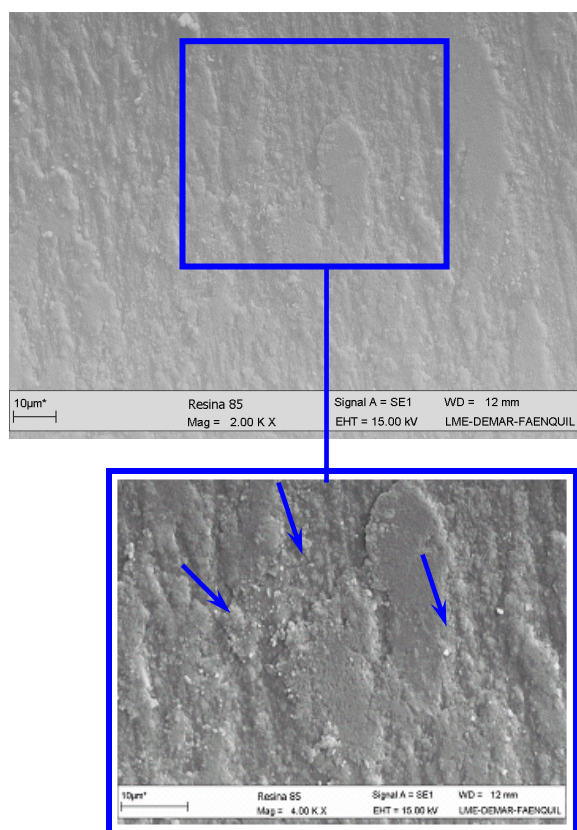 10µm*
Resina 85
Mag = 2.00 K X
Signal A = SE1
EHT = 15.00 kV
WD = 12 mm
LME-DEMAR-FAENQUIL
10µm*
Resina 85
Mag = 4.00 K X
Signal A = SE1
EHT = 15.00 kV
WD = 12 mm
LME-DEMAR-FAENQUIL